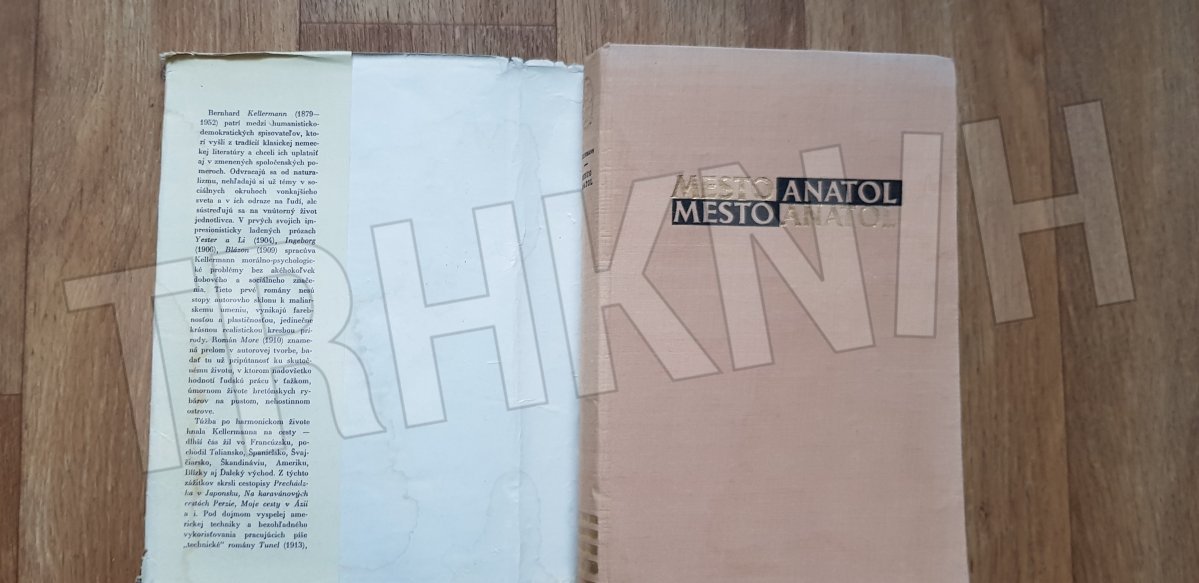 Bernhard Kellermann (1879—
1952) patrí medzi humanisticko-
demokratických spisovateľov, kto-
rí vyšli z tradícií klasickej nemec-
kej literatúry a chceli ich uplatniť
aj v zmenených spoločenských po-
meroch. Odvracajú sa od natura-
lizmu, nehľadajú si už témy v so-
ciálnych okruhoch vonkajšieho
sveta a v ich odraze na ľudí, ale
sústreďujú sa na vnútorný život
jednotlivca. V prvých svojich im-
presionisticky ladených prózach
Yester a Li (1904), Ingeborg
(1906), Blázon (1909) spracúva
Kellermann morálno-psychologic-
ké problémy bez akéhokoľvek
dobového a sociálneho znače-
nia. Tieto prvé romány nesú
stopy autorovho sklonu k maliar-
skemu umeniu, vynikajú fareb-
nosťou a plastičnosťou, jedinečne
krásnou realistickou kresbou prí-
rody. Román More (1910) zname-
ná prelom v autorovej tvorbe, ba-
dať tu už pripútanosť ku skutoč-
nému životu, v ktorom nadovšetko
hodnotí ľudskú prácu v ťažkom,
úmornom živote bretónskych ry-
bárov na pustom, nehostinnom
ostrove.
Túžba po harmonickom živote
hnala Kellermanna na cesty —
dlhší čas žil vo Francúzsku, po-
chodil Taliansko, Španielsko, Švaj-
čiarsko, Škandináviu, Ameriku,
Blízky aj Ďaleký východ. Z týchto
zážitkov skrsli cestopisy Prechádz-
ka v Japonsku, Na karavánových
cestách Perzie, Moje cesty v Ázii
a i. Pod dojmom vyspelej ame-
rickej techniky a bezohľadného
vykorisťovania pracujúcich píše
„technické" romány Tunel (1913),
MESTO ANATOL
MESTO ANATOL
TRHKNIH